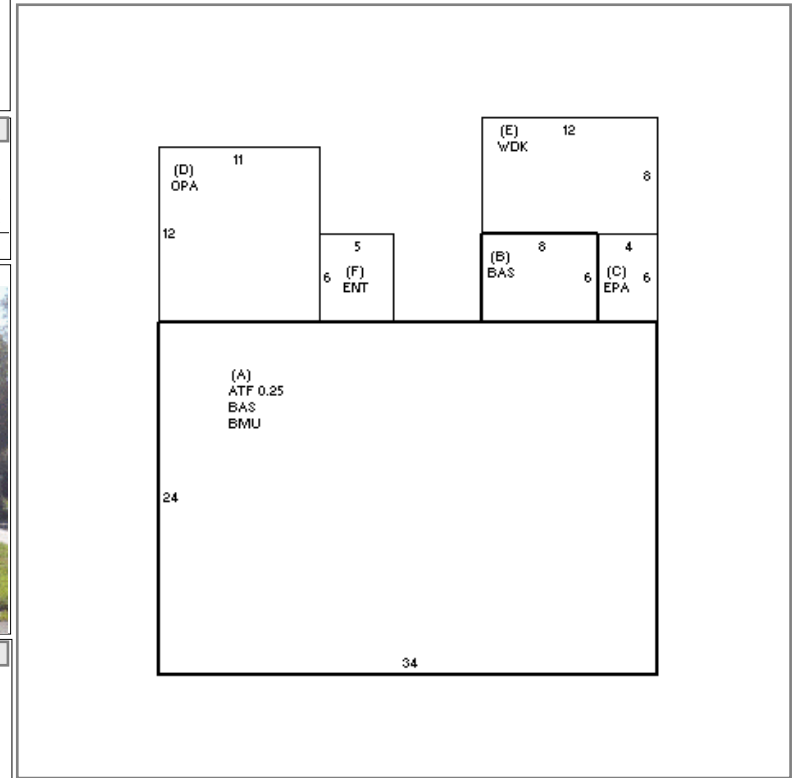 (E)
WDK
12
8
(D)
OPA
11
12
5
6
(F)
ENT
(B)
BAS
8
6
(C)
EPA
4
6
(A)
ATF 0.25
BAS
BMU
24
34